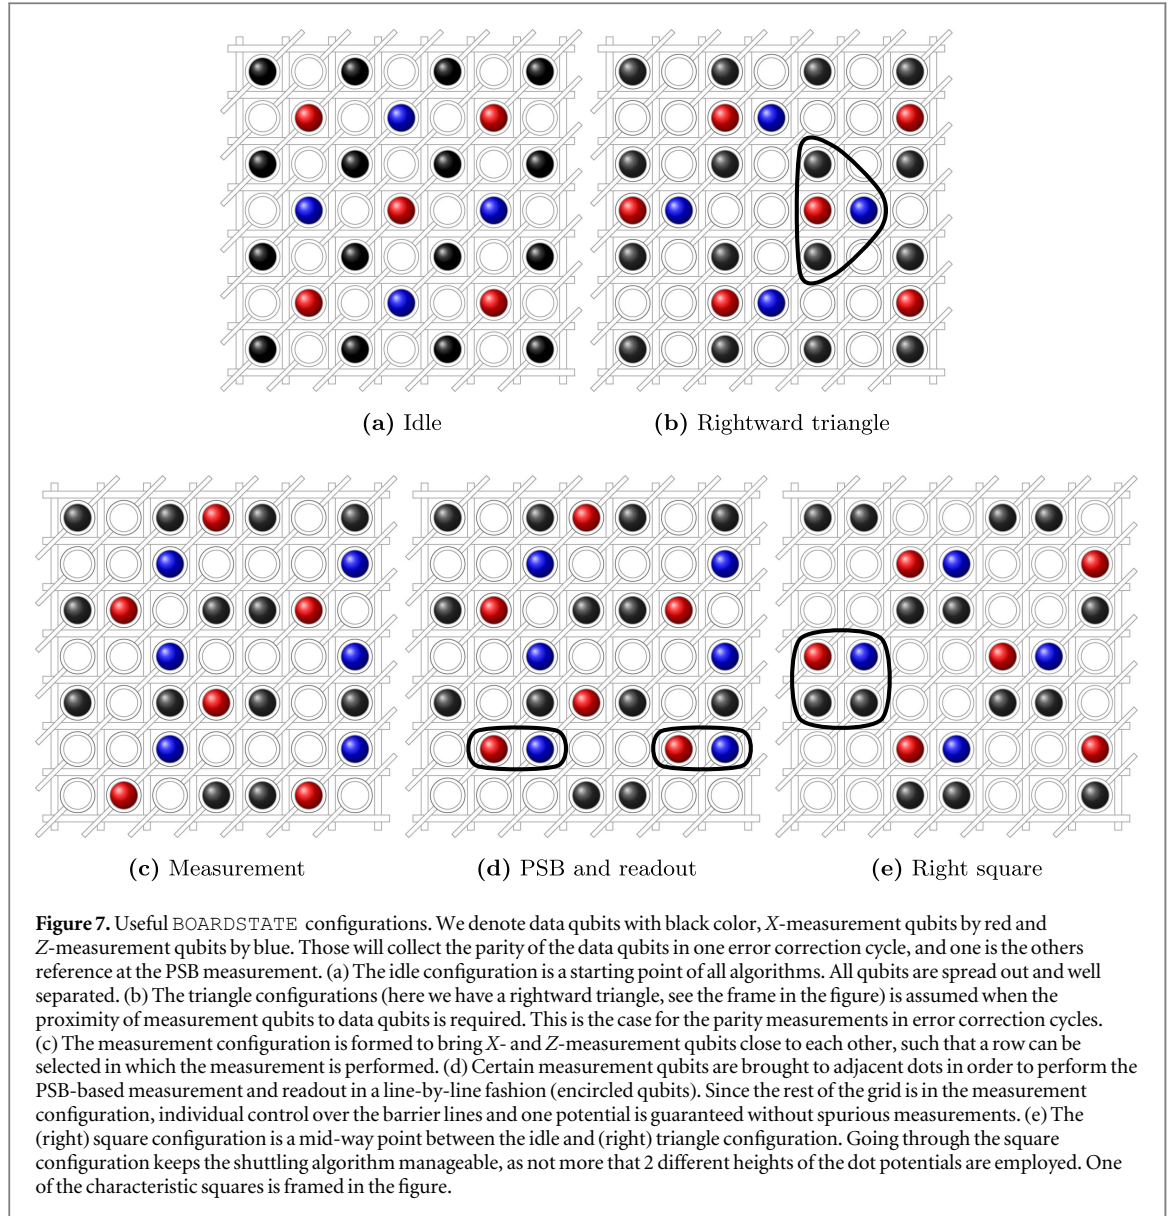 (a) Idle
(b) Rightward triangle
(c) Measurement
(d) PSB and readout
(e) Right square
Figure 7. Useful BOARDSTATE configurations. We denote data qubits with black color, X-measurement qubits by red and
Z-measurement qubits by blue. Those will collect the parity of the data qubits in one error correction cycle, and one is the others
reference at the PSB measurement. (a) The idle configuration is a starting point of all algorithms. All qubits are spread out and well
separated. (b) The triangle configurations (here we have a rightward triangle, see the frame in the figure) is assumed when the
proximity of measurement qubits to data qubits is required. This is the case for the parity measurements in error correction cycles.
(c) The measurement configuration is formed to bring X- and Z-measurement qubits close to each other, such that a row can be
selected in which the measurement is performed. (d) Certain measurement qubits are brought to adjacent dots in order to perform the
PSB-based measurement and readout in a line-by-line fashion (encircled qubits). Since the rest of the grid is in the measurement
configuration, individual control over the barrier lines and one potential is guaranteed without spurious measurements. (e) The
(right) square configuration is a mid-way point between the idle and (right) triangle configuration. Going through the square
configuration keeps the shuttling algorithm manageable, as not more that 2 different heights of the dot potentials are employed. One
of the characteristic squares is framed in the figure.